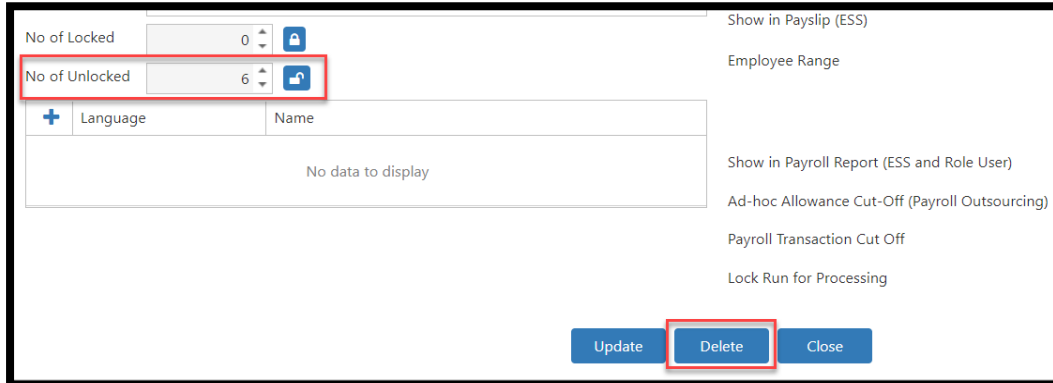 No of Locked 0
No of Unlocked 6
+ Language Name
No data to display
Show in Payslip (ESS)
Employee Range
Show in Payroll Report (ESS and Role User)
Ad-hoc Allowance Cut-Off (Payroll Outsourcing)
Payroll Transaction Cut Off
Lock Run for Processing
Update Delete Close